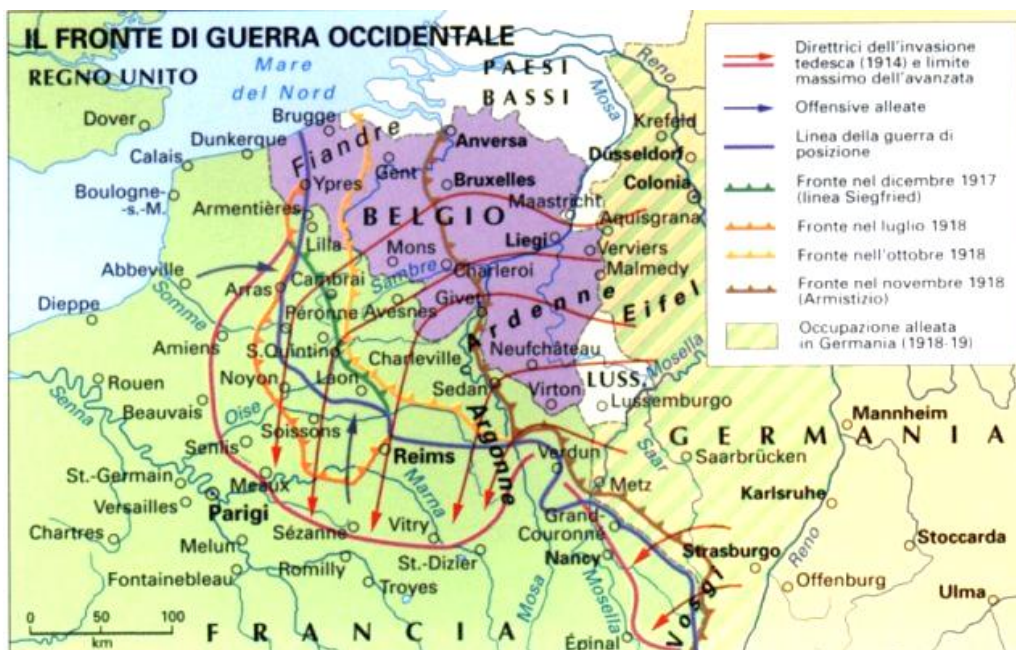 IL FRONTE DI GUERRA OCCIDENTALE
REGNO UNITO
Mare
del Nord
PAESI
BASSI
Reno
Mosa
Dover
Brugge
Dunkerque
Calais
Boulogne-
-s.-M.
Fiandre
Anversa
Gent
Ypres
Bruxelles
Krefeld
Düsseldorf
Colonia
Maastricht
Armentières
BELGIO
Aquisgrana
Lilla
Liegi
Verviers
Mons
Sambre
Charleroi
Malmedy
Abbeville
Cambrai
Arras
Givet
Ardenne
Eifel
Dieppe
Somme
Péronne
Avesnes
Amiens
S.Quintino
Charleville
Neufchâteau
Mosella
Rouen
Noyon
Laon
Sedan
Virton
LUSS.
Lussemburgo
Senna
Beauvais
Oise
Soissons
Argonne
Mannheim
Senlis
GERMANIA
St.-Germain
Meaux
Reims
Verdun
Saar
Saarbrücken
Versailles
Parigi
Marna
Metz
Karlsruhe
Chartres
Sézanne
Vitry
Grand-
Couronne
Melun
Nancy
Strasburgo
Reno
Stoccarda
Fontainebleau
Romilly
St.-Dizier
Troyes
Mosa
Mosella
Vosgi
Offenburg
Ulma
0 50 100
km
FRANCIA
Épinal
Direttrici dell'invasione
tedesca (1914) e limite
massimo dell'avanzata
Offensive alleate
Linea della guerra di
posizione
Fronte nel dicembre 1917
(linea Siegfried)
Fronte nel luglio 1918
Fronte nell'ottobre 1918
Fronte nel novembre 1918
(Armistizio)
Occupazione alleata
in Germania (1918-19)